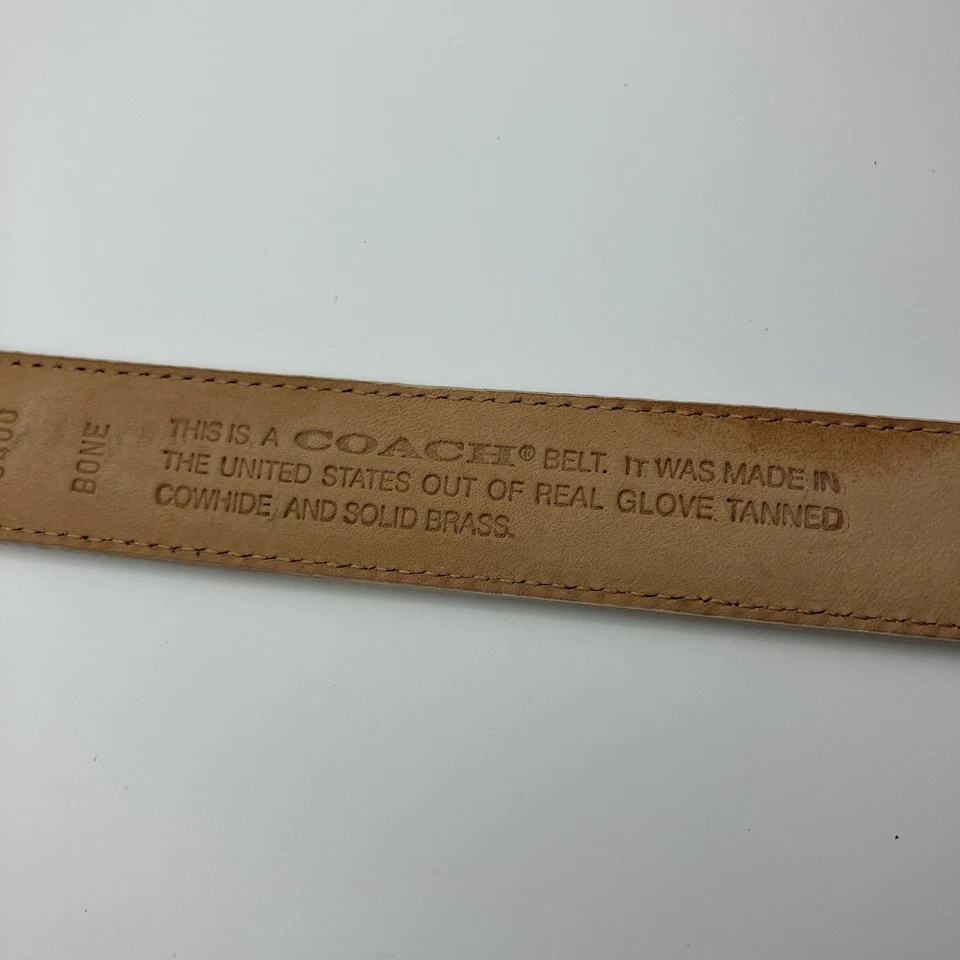 BONE
THIS IS A COACH® BELT. IT WAS MADE IN
THE UNITED STATES OUT OF REAL GLOVE TANNED
COWHIDE AND SOLID BRASS.